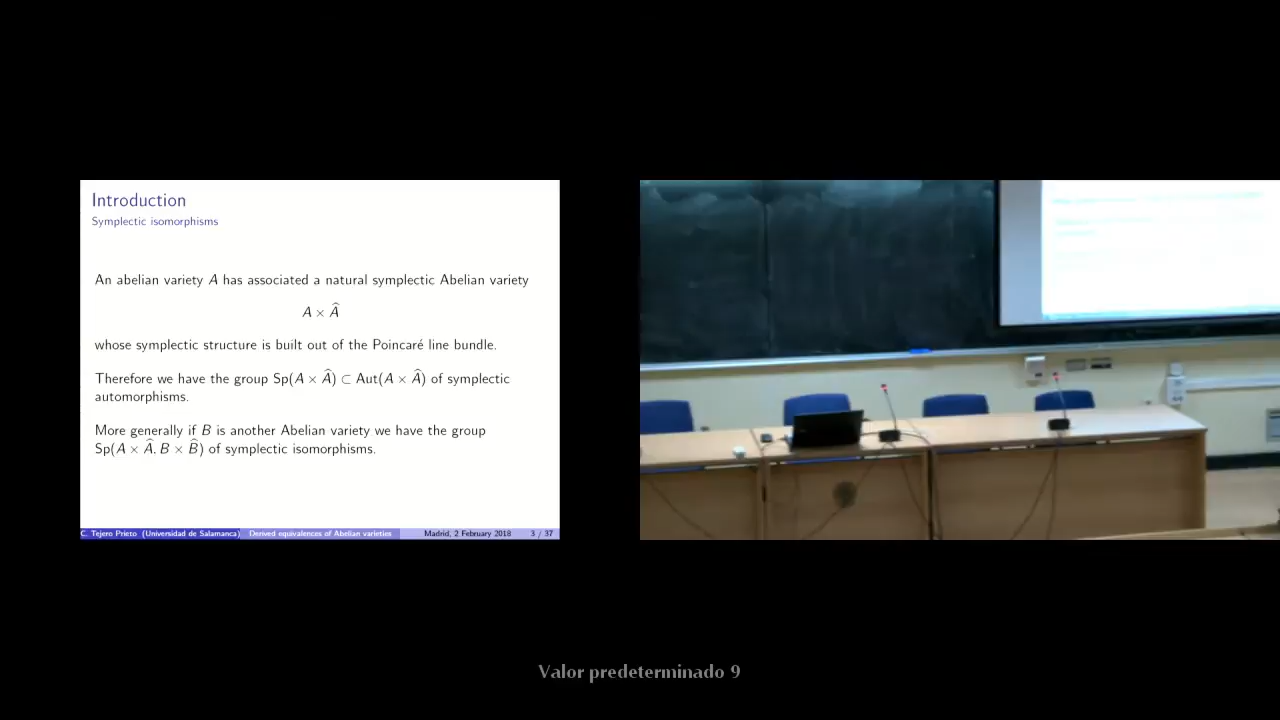 Introduction
Symplectic isomorphisms
An abelian variety A has associated a natural symplectic Abelian variety
A × Â
whose symplectic structure is built out of the Poincaré line bundle.
Therefore we have the group Sp(A × Â) ⊂ Aut(A × Â) of symplectic
automorphisms.
More generally if B is another Abelian variety we have the group
Sp(A × Â, B × B̂) of symplectic isomorphisms.
C. Tejero Prieto (Universidad de Salamanca) Derived equivalences of Abelian varieties Madrid, 2 February 2018 3 / 37
Valor predeterminado 9